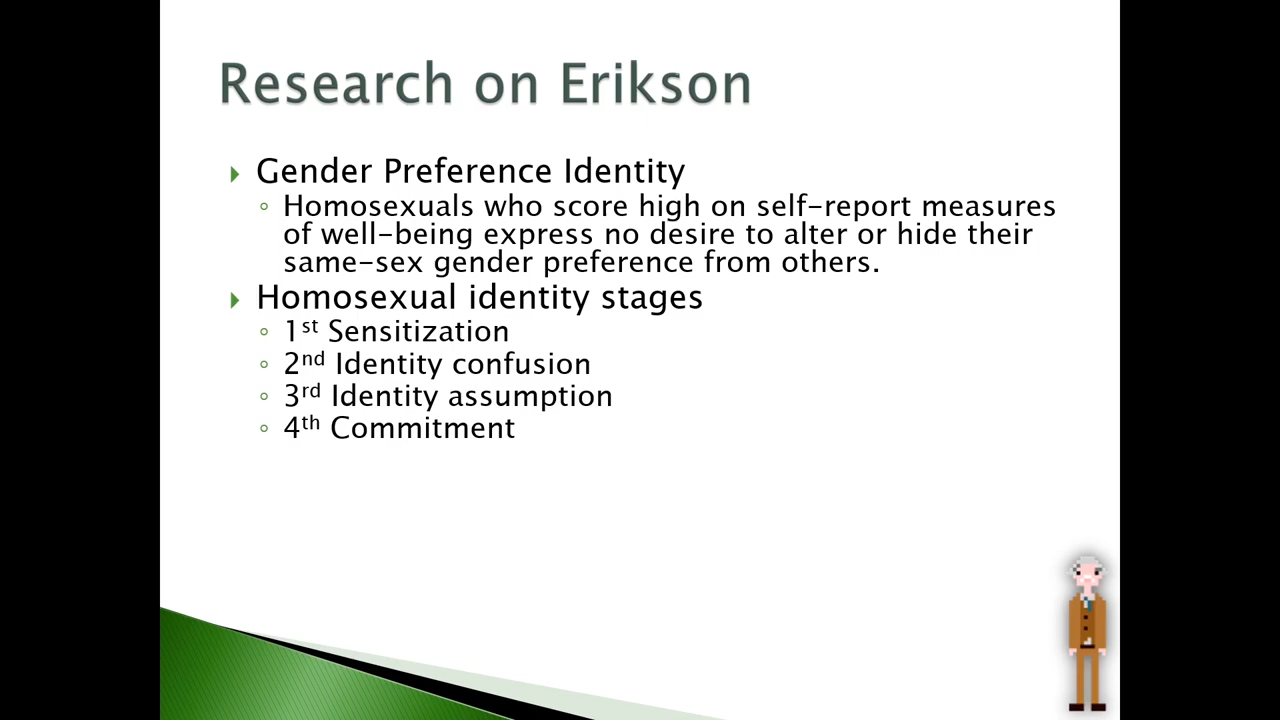 Research on Erikson
Gender Preference Identity
Homosexuals who score high on self-report measures
of well-being express no desire to alter or hide their
same-sex gender preference from others.
Homosexual identity stages
1st Sensitization
2nd Identity confusion
3rd Identity assumption
4th Commitment